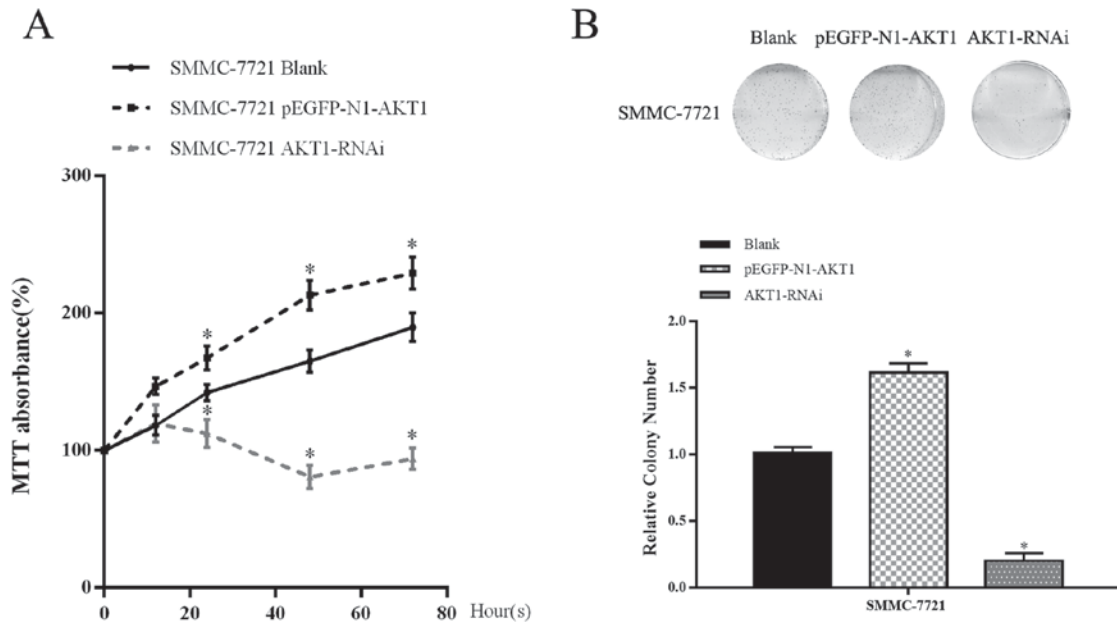 A
SMMC-7721 Blank
SMMC-7721 pEGFP-N1-AKT1
SMMC-7721 AKT1-RNAi
300
200
100
0
MTT absorbance(%)
* * *
* * *
0 20 40 60 80 Hour(s)
B
Blank pEGFP-N1-AKT1 AKT1-RNAi
SMMC-7721
Blank
pEGFP-N1-AKT1
AKT1-RNAi
2.0
1.5
1.0
0.5
0.0
Relative Colony Number
*
*
SMMC-7721